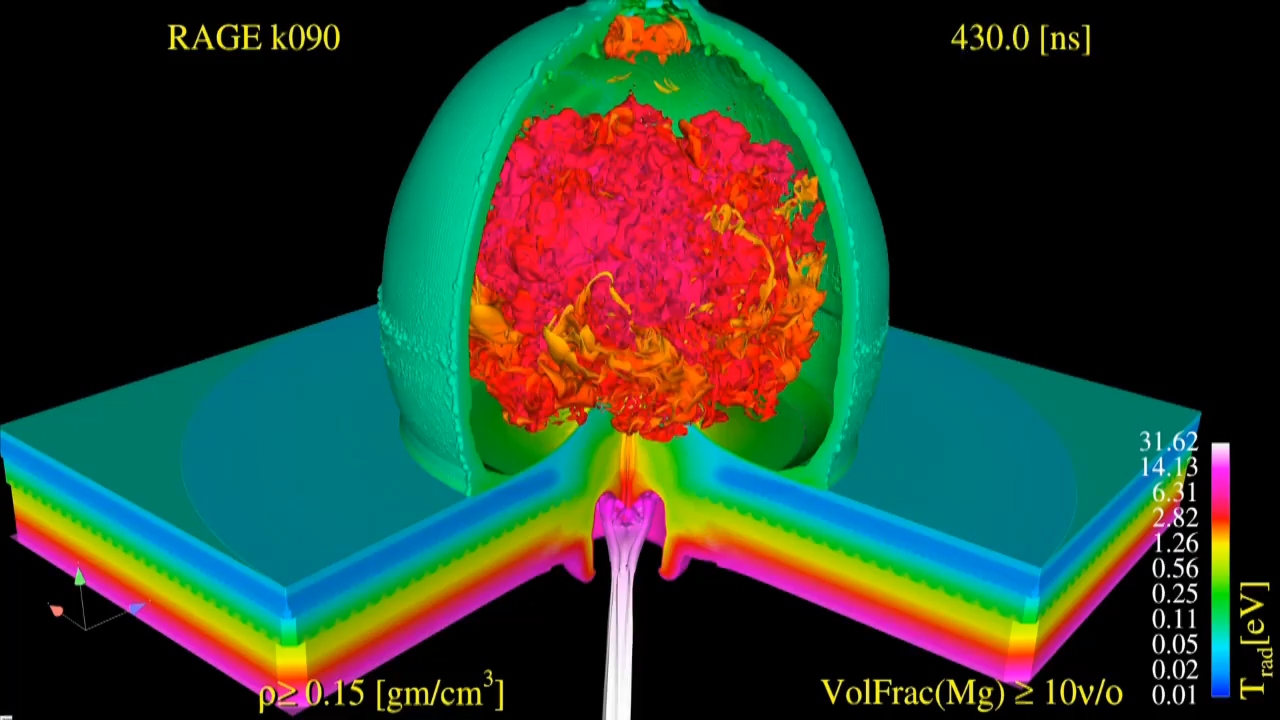 RAGE k090
430.0 [ns]
31.62
14.13
6.31
2.82
1.26
0.56
0.25
0.11
0.05
0.02
0.01
T_rad [eV]
ρ≥ 0.15 [gm/cm³]
VolFrac(Mg) ≥ 10v/o